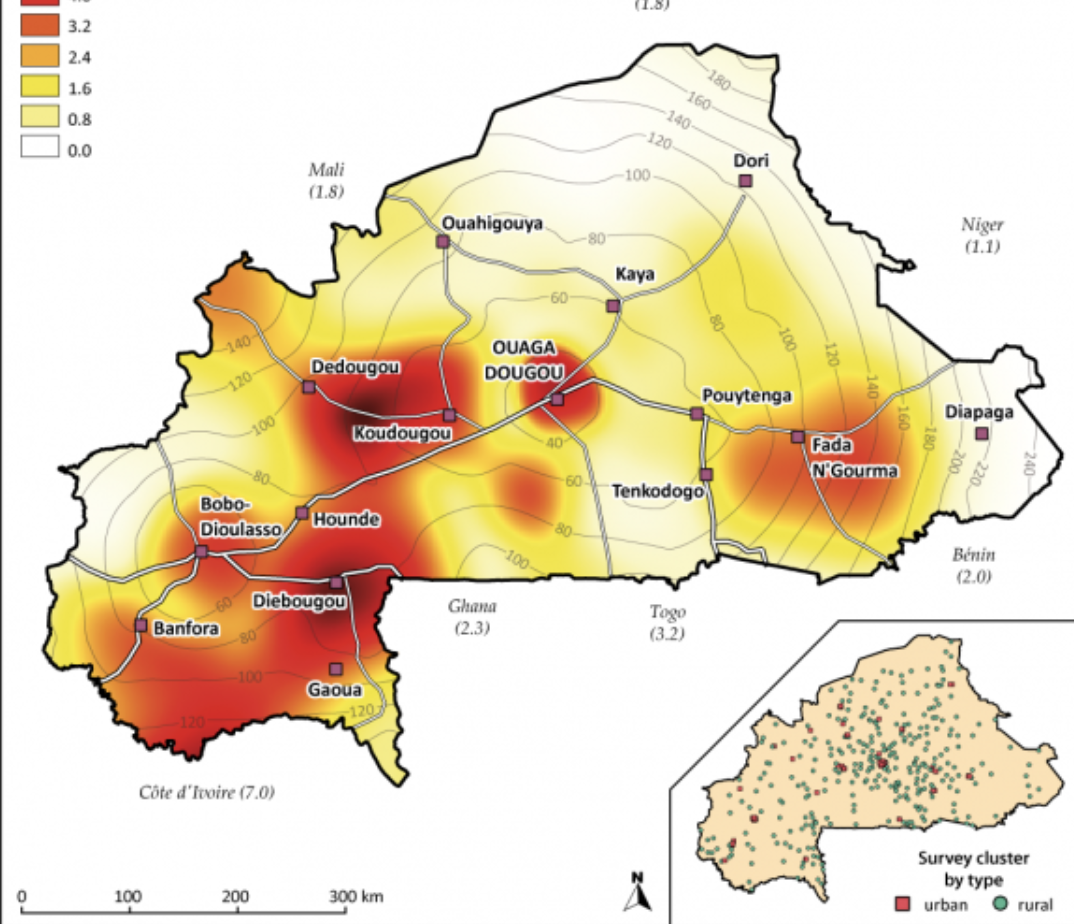 (1.8)
3.2
2.4
1.6
0.8
0.0
Mali
(1.8)
Niger
(1.1)
Bénin
(2.0)
Togo
(3.2)
Ghana
(2.3)
Côte d'Ivoire (7.0)
Dori
Ouahigouya
Kaya
OUAGA
DOUGOU
Dedougou
Koudougou
Pouytenga
Diapaga
Fada
N'Gourma
Tenkodogo
Bobo-
Dioulasso
Hounde
Diebougou
Banfora
Gaoua
180
160
140
120
100
80
60
80
100
120
140
160
180
200
220
240
40
60
80
100
140
120
100
80
60
80
100
120
120
0 100 200 300 km
N
Survey cluster
by type
urban rural